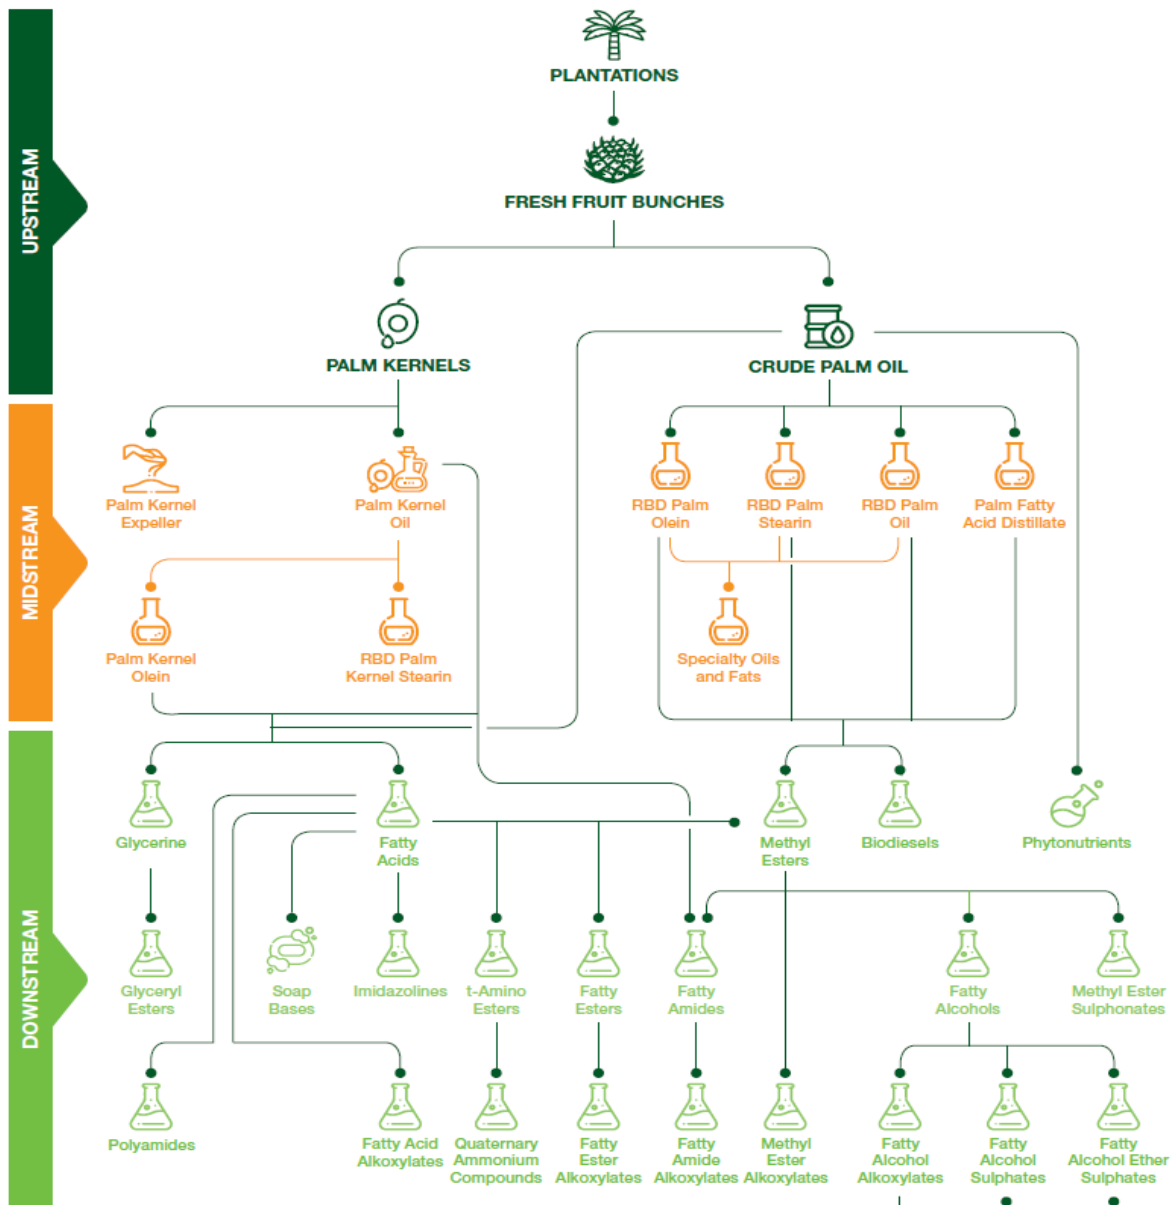 UPSTREAM
PLANTATIONS
FRESH FRUIT BUNCHES
PALM KERNELS
CRUDE PALM OIL
MIDSTREAM
Palm Kernel
Expeller
Palm Kernel
Oil
RBD Palm
Olein
RBD Palm
Stearin
RBD Palm
Oil
Palm Fatty
Acid Distillate
Palm Kernel
Olein
RBD Palm
Kernel Stearin
Specialty Oils
and Fats
DOWNSTREAM
Glycerine
Fatty
Acids
Methyl
Esters
Biodiesels
Phytonutrients
Glyceryl
Esters
Soap
Bases
Imidazolines
t-Amino
Esters
Fatty
Esters
Fatty
Amides
Fatty
Alcohols
Methyl Ester
Sulphonates
Polyamides
Fatty Acid
Alkoxylates
Quaternary
Ammonium
Compounds
Fatty
Ester
Alkoxylates
Fatty
Amide
Alkoxylates
Methyl
Ester
Alkoxylates
Fatty
Alcohol
Alkoxylates
Fatty
Alcohol
Sulphates
Fatty
Alcohol Ether
Sulphates